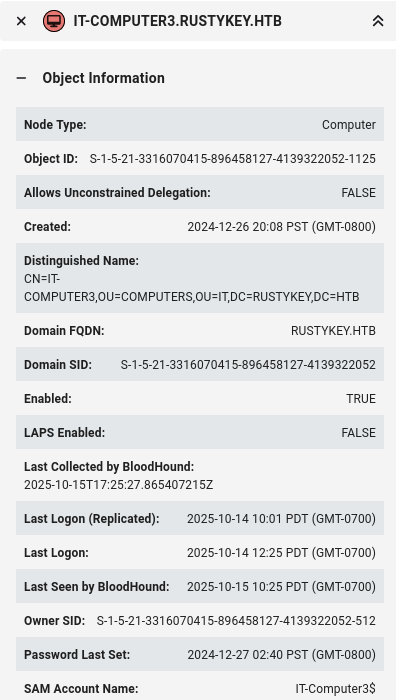 IT-COMPUTER3.RUSTYKEY.HTB
Object Information
Node Type: Computer
Object ID: S-1-5-21-3316070415-896458127-4139322052-1125
Allows Unconstrained Delegation: FALSE
Created: 2024-12-26 20:08 PST (GMT-0800)
Distinguished Name:
CN=IT-
COMPUTER3,OU=COMPUTERS,OU=IT,DC=RUSTYKEY,DC=HTB
Domain FQDN: RUSTYKEY.HTB
Domain SID: S-1-5-21-3316070415-896458127-4139322052
Enabled: TRUE
LAPS Enabled: FALSE
Last Collected by BloodHound:
2025-10-15T17:25:27.865407215Z
Last Logon (Replicated): 2025-10-14 10:01 PDT (GMT-0700)
Last Logon: 2025-10-14 12:25 PDT (GMT-0700)
Last Seen by BloodHound: 2025-10-15 10:25 PDT (GMT-0700)
Owner SID: S-1-5-21-3316070415-896458127-4139322052-512
Password Last Set: 2024-12-27 02:40 PST (GMT-0800)
SAM Account Name: IT-Computer3$